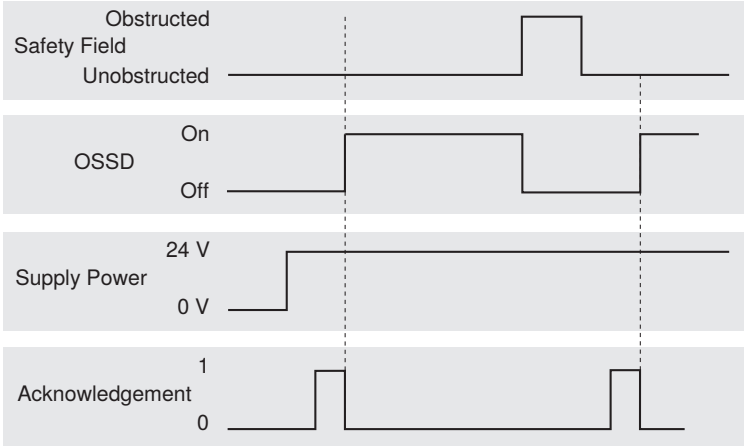 Obstructed
Safety Field
Unobstructed
On
OSSD
Off
24 V
Supply Power
0 V
1
Acknowledgement
0